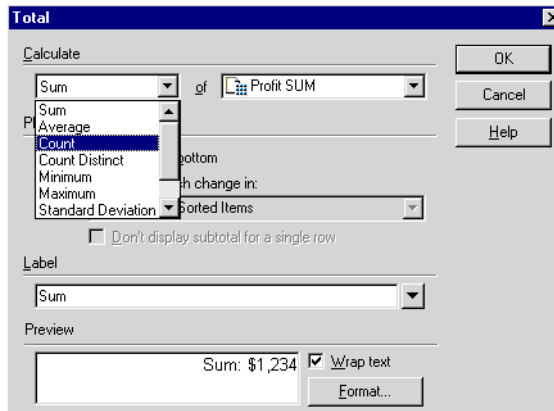 Total
Calculate
OK
Sum of Profit SUM
Cancel
Sum
Average
Help
Count
Count Distinct
bottom
Minimum
change in:
Maximum
Standard Deviation Sorted Items
Don't display subtotal for a single row
Label
Sum
Preview
Sum: $1,234 Wrap text
Format...